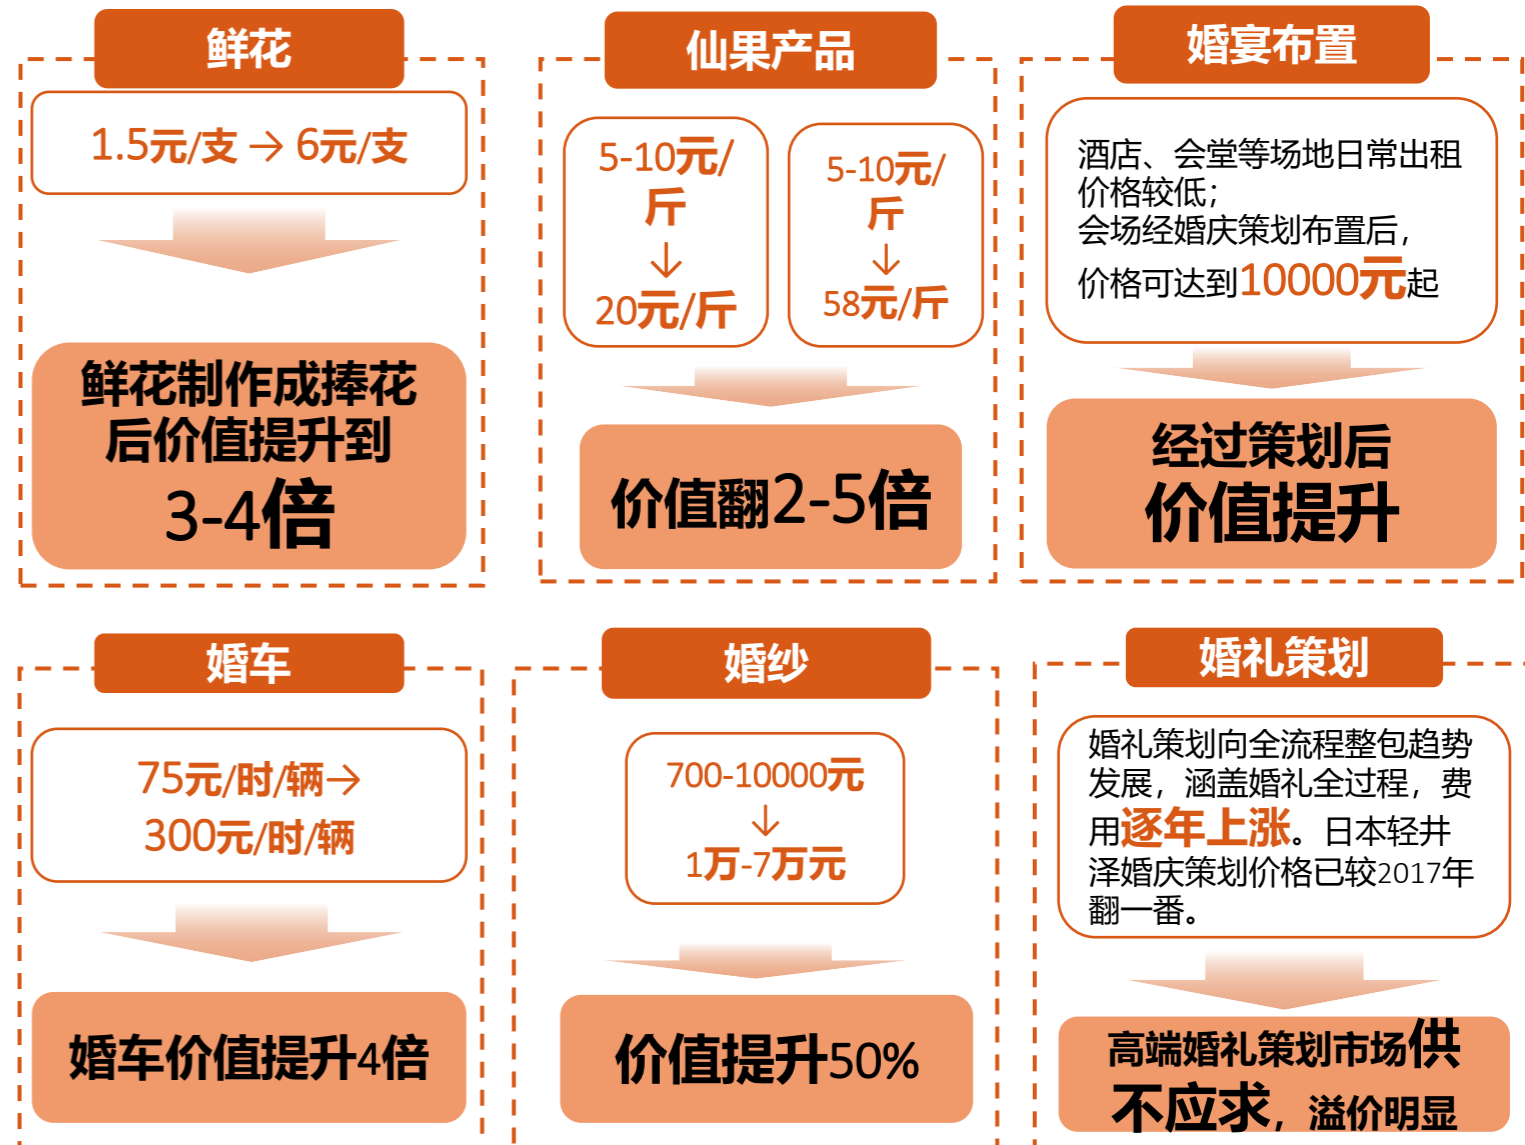 鲜花
1.5元/支→6元/支
鲜花制作成捧花
后价值提升到
3-4倍
仙果产品
5-10元/
斤
↓
20元/斤
5-10元/
斤
↓
58元/斤
价值翻2-5倍
婚宴布置
酒店、会堂等场地日常出租
价格较低；
会场经婚庆策划布置后，
价格可达到10000元起
经过策划后
价值提升
婚车
75元/时/辆→
300元/时/辆
婚车价值提升4倍
婚纱
700-10000元
↓
1万-7万元
价值提升50%
婚礼策划
婚礼策划向全流程整包趋势
发展，涵盖婚礼全过程，费
用逐年上涨。日本轻井
泽婚庆策划价格已较2017年
翻一番。
高端婚礼策划市场供
不应求，溢价明显